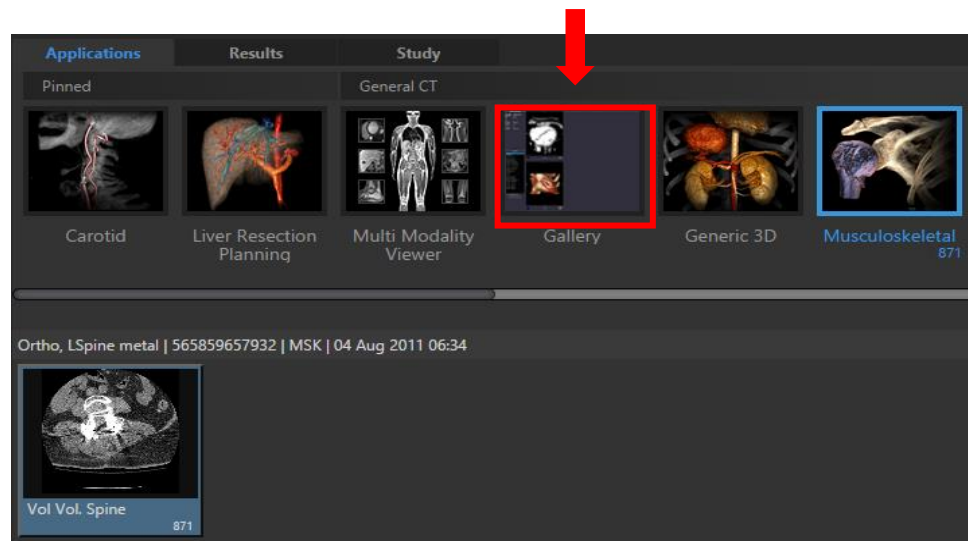 Applications Results Study
Pinned General CT
Carotid Liver Resection Planning Multi Modality Viewer Gallery Generic 3D Musculoskeletal
871
Ortho, LSpine metal | 565859657932 | MSK | 04 Aug 2011 06:34
Vol Vol. Spine
871